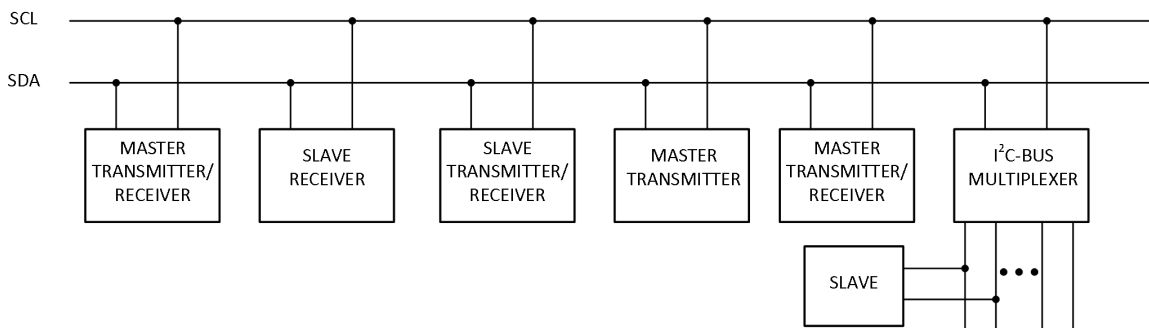 SCL
SDA
MASTER
TRANSMITTER/
RECEIVER
SLAVE
RECEIVER
SLAVE
TRANSMITTER/
RECEIVER
MASTER
TRANSMITTER
MASTER
TRANSMITTER/
RECEIVER
I²C-BUS
MULTIPLEXER
SLAVE